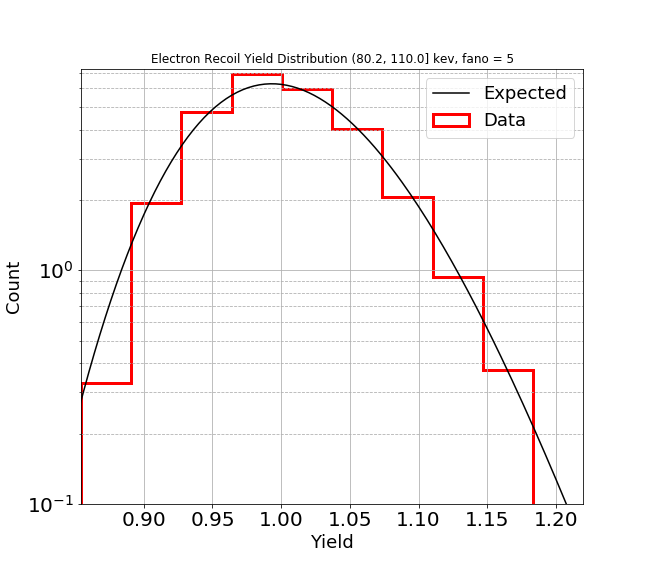 Electron Recoil Yield Distribution (80.2, 110.0] kev, fano = 5
Expected
Data
Count
10⁰
10⁻¹
0.90 0.95 1.00 1.05 1.10 1.15 1.20
Yield